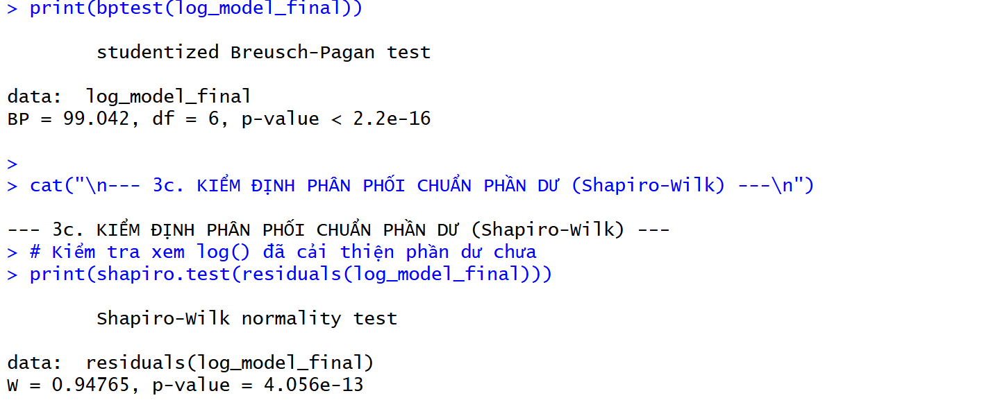 > print(bptest(log_model_final))
studentized Breusch-Pagan test
data:  log_model_final
BP = 99.042, df = 6, p-value < 2.2e-16
>
> cat("\n--- 3c. KIỂM ĐỊNH PHÂN PHỐI CHUẨN PHẦN DƯ (Shapiro-Wilk) ---\n")
--- 3c. KIỂM ĐỊNH PHÂN PHỐI CHUẨN PHẦN DƯ (Shapiro-Wilk) ---
> # Kiểm tra xem log() đã cải thiện phần dư chưa
> print(shapiro.test(residuals(log_model_final)))
Shapiro-Wilk normality test
data:  residuals(log_model_final)
W = 0.94765, p-value = 4.056e-13